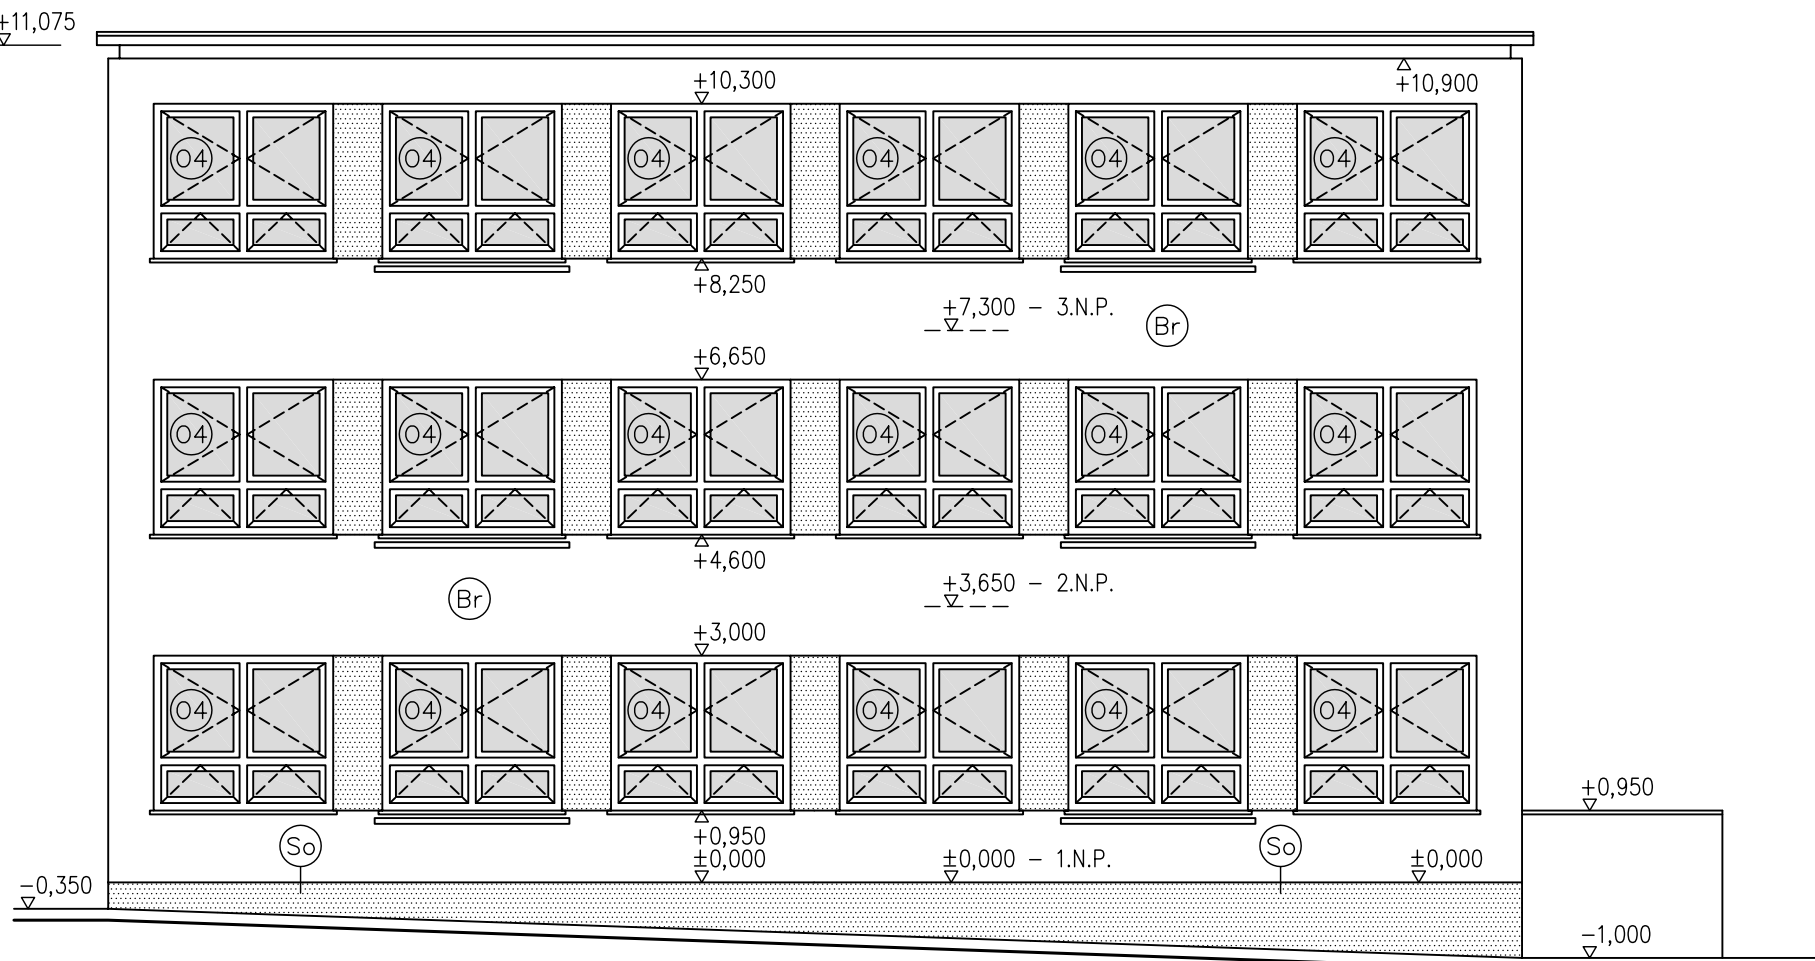 +11,075
+10,300
+10,900
04 04 04 04 04 04
+8,250
+7,300 - 3.N.P.
Br
+6,650
04 04 04 04 04 04
+4,600
+3,650 - 2.N.P.
Br
+3,000
04 04 04 04 04 04
+0,950
+0,950
So
So
±0,000
±0,000 - 1.N.P.
±0,000
-0,350
-1,000